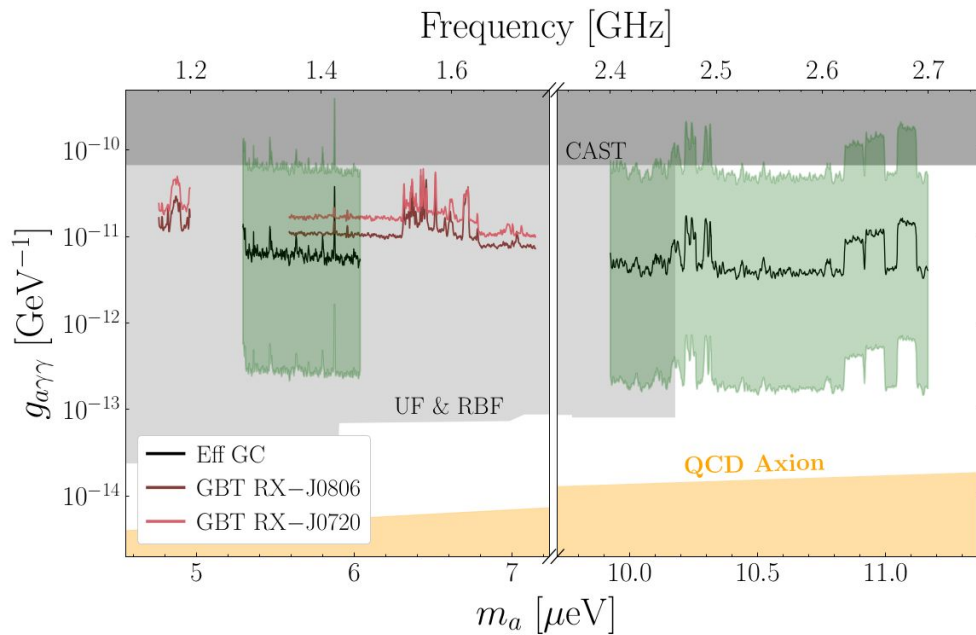 Frequency [GHz]
1.2 1.4 1.6 2.4 2.5 2.6 2.7
10⁻¹⁰
CAST
10⁻¹¹
10⁻¹²
10⁻¹³
10⁻¹⁴
g_{aγγ} [GeV⁻¹]
UF & RBF
QCD Axion
Eff GC
GBT RX−J0806
GBT RX−J0720
5 6 7 10.0 10.5 11.0
m_a [μeV]